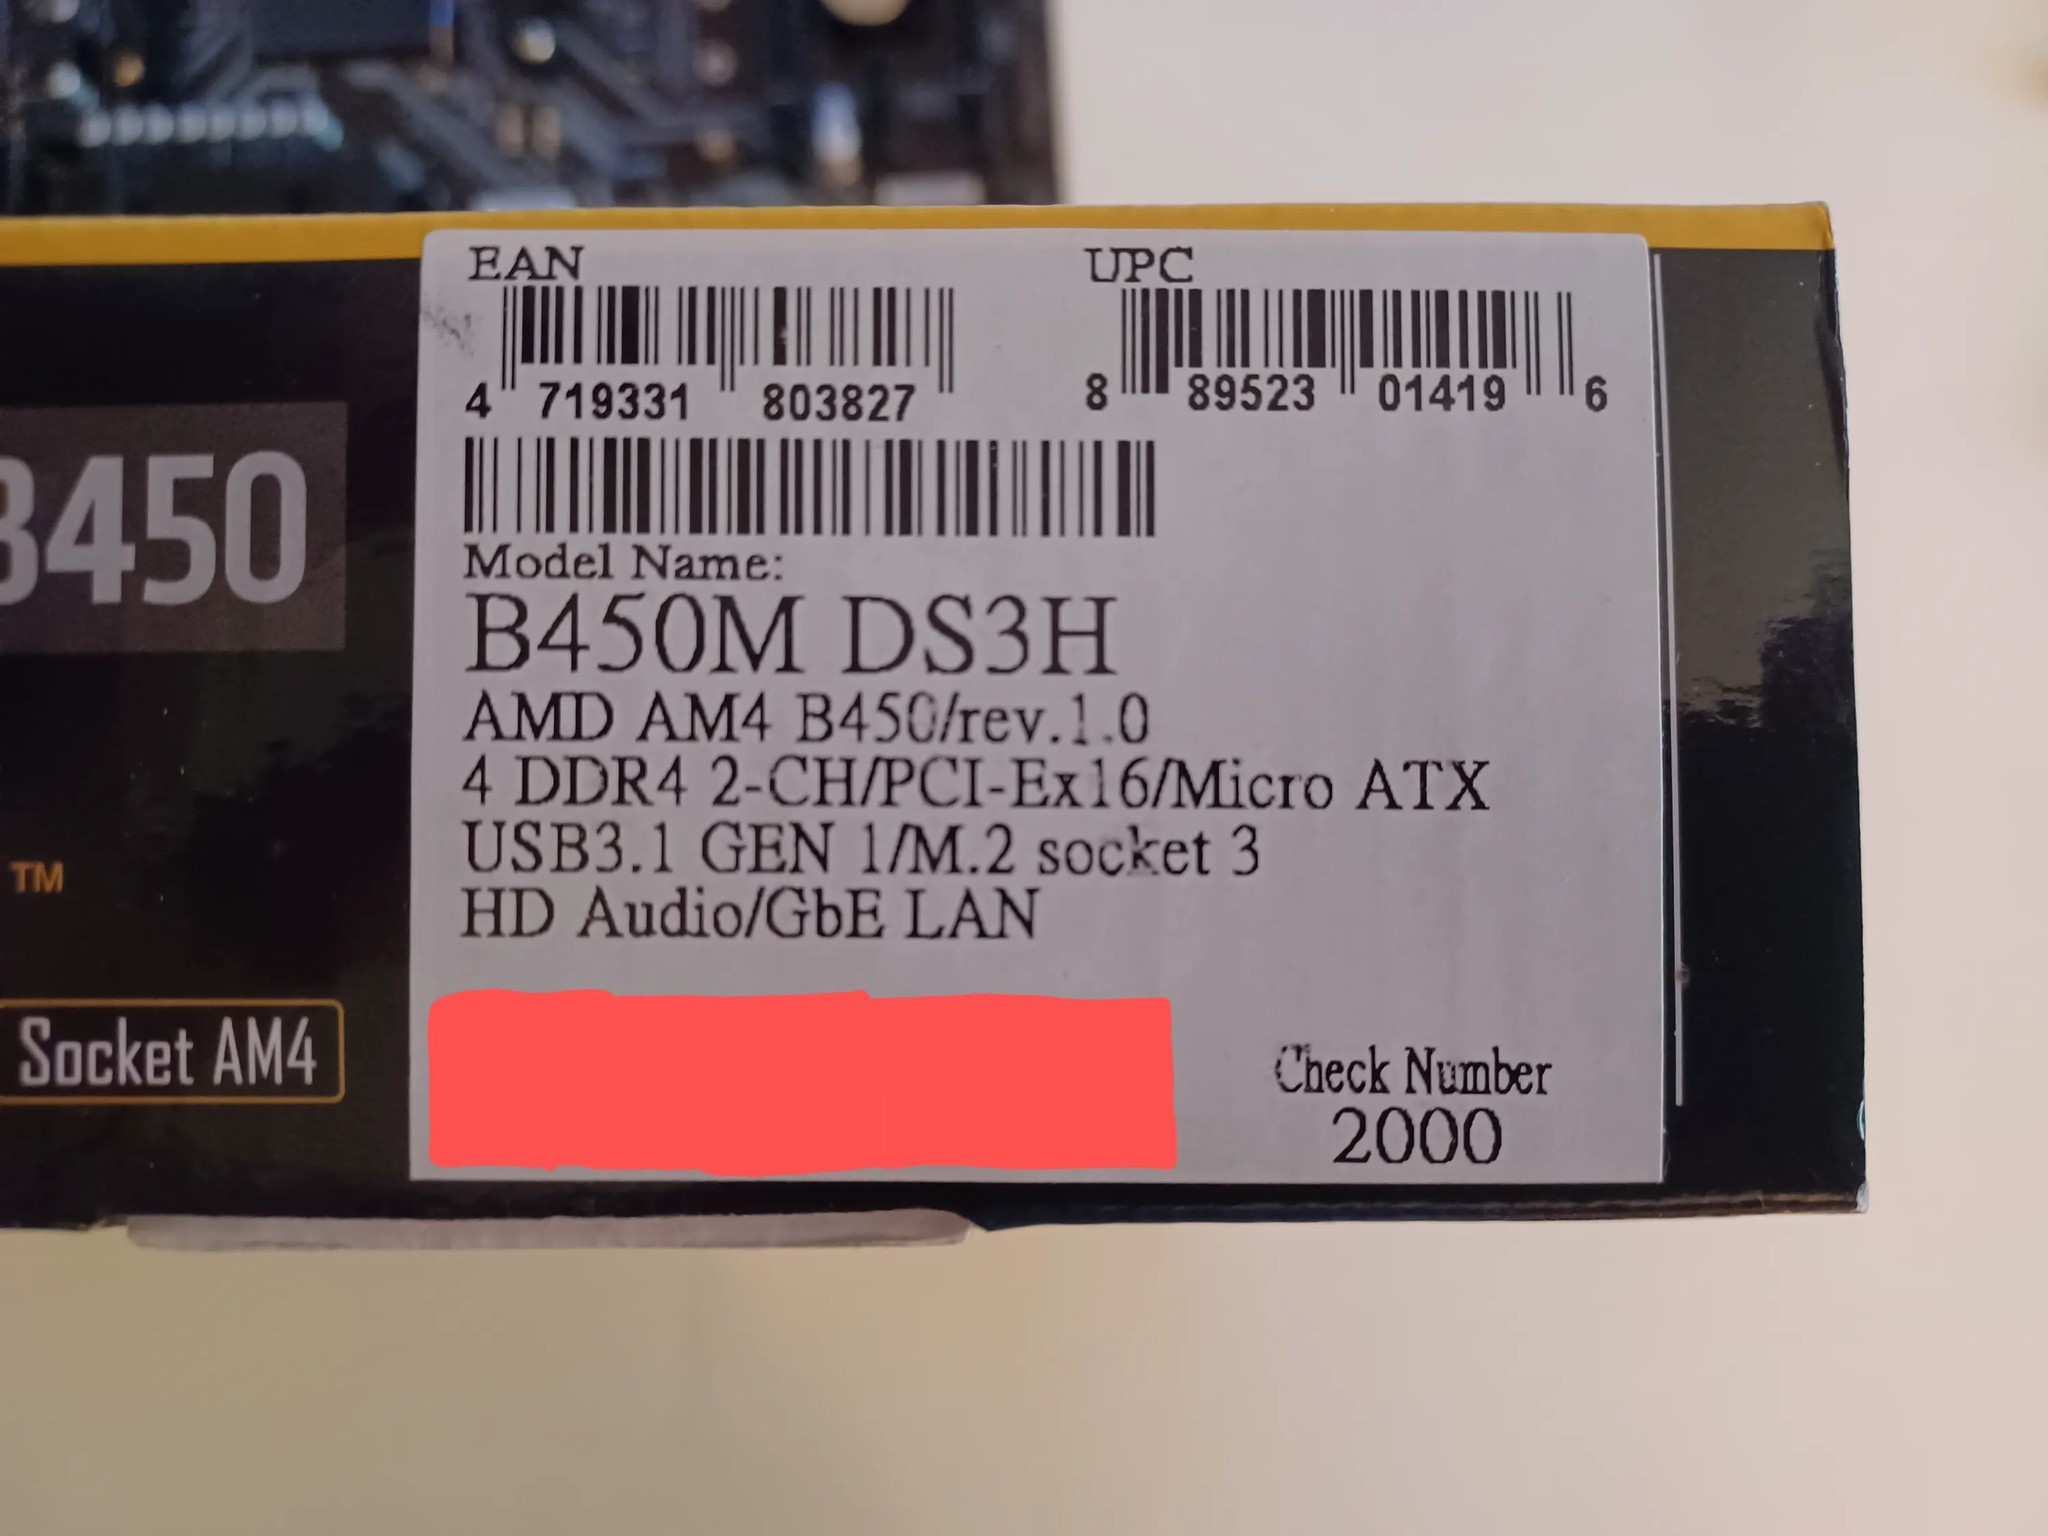 EAN
4 719331 803827
UPC
8 89523 01419 6
Model Name:
B450M DS3H
AMD AM4 B450/rev.1.0
4 DDR4 2-CH/PCI-Ex16/Micro ATX
USB3.1 GEN 1/M.2 socket 3
HD Audio/GbE LAN
Check Number
2000
B450
TM
Socket AM4